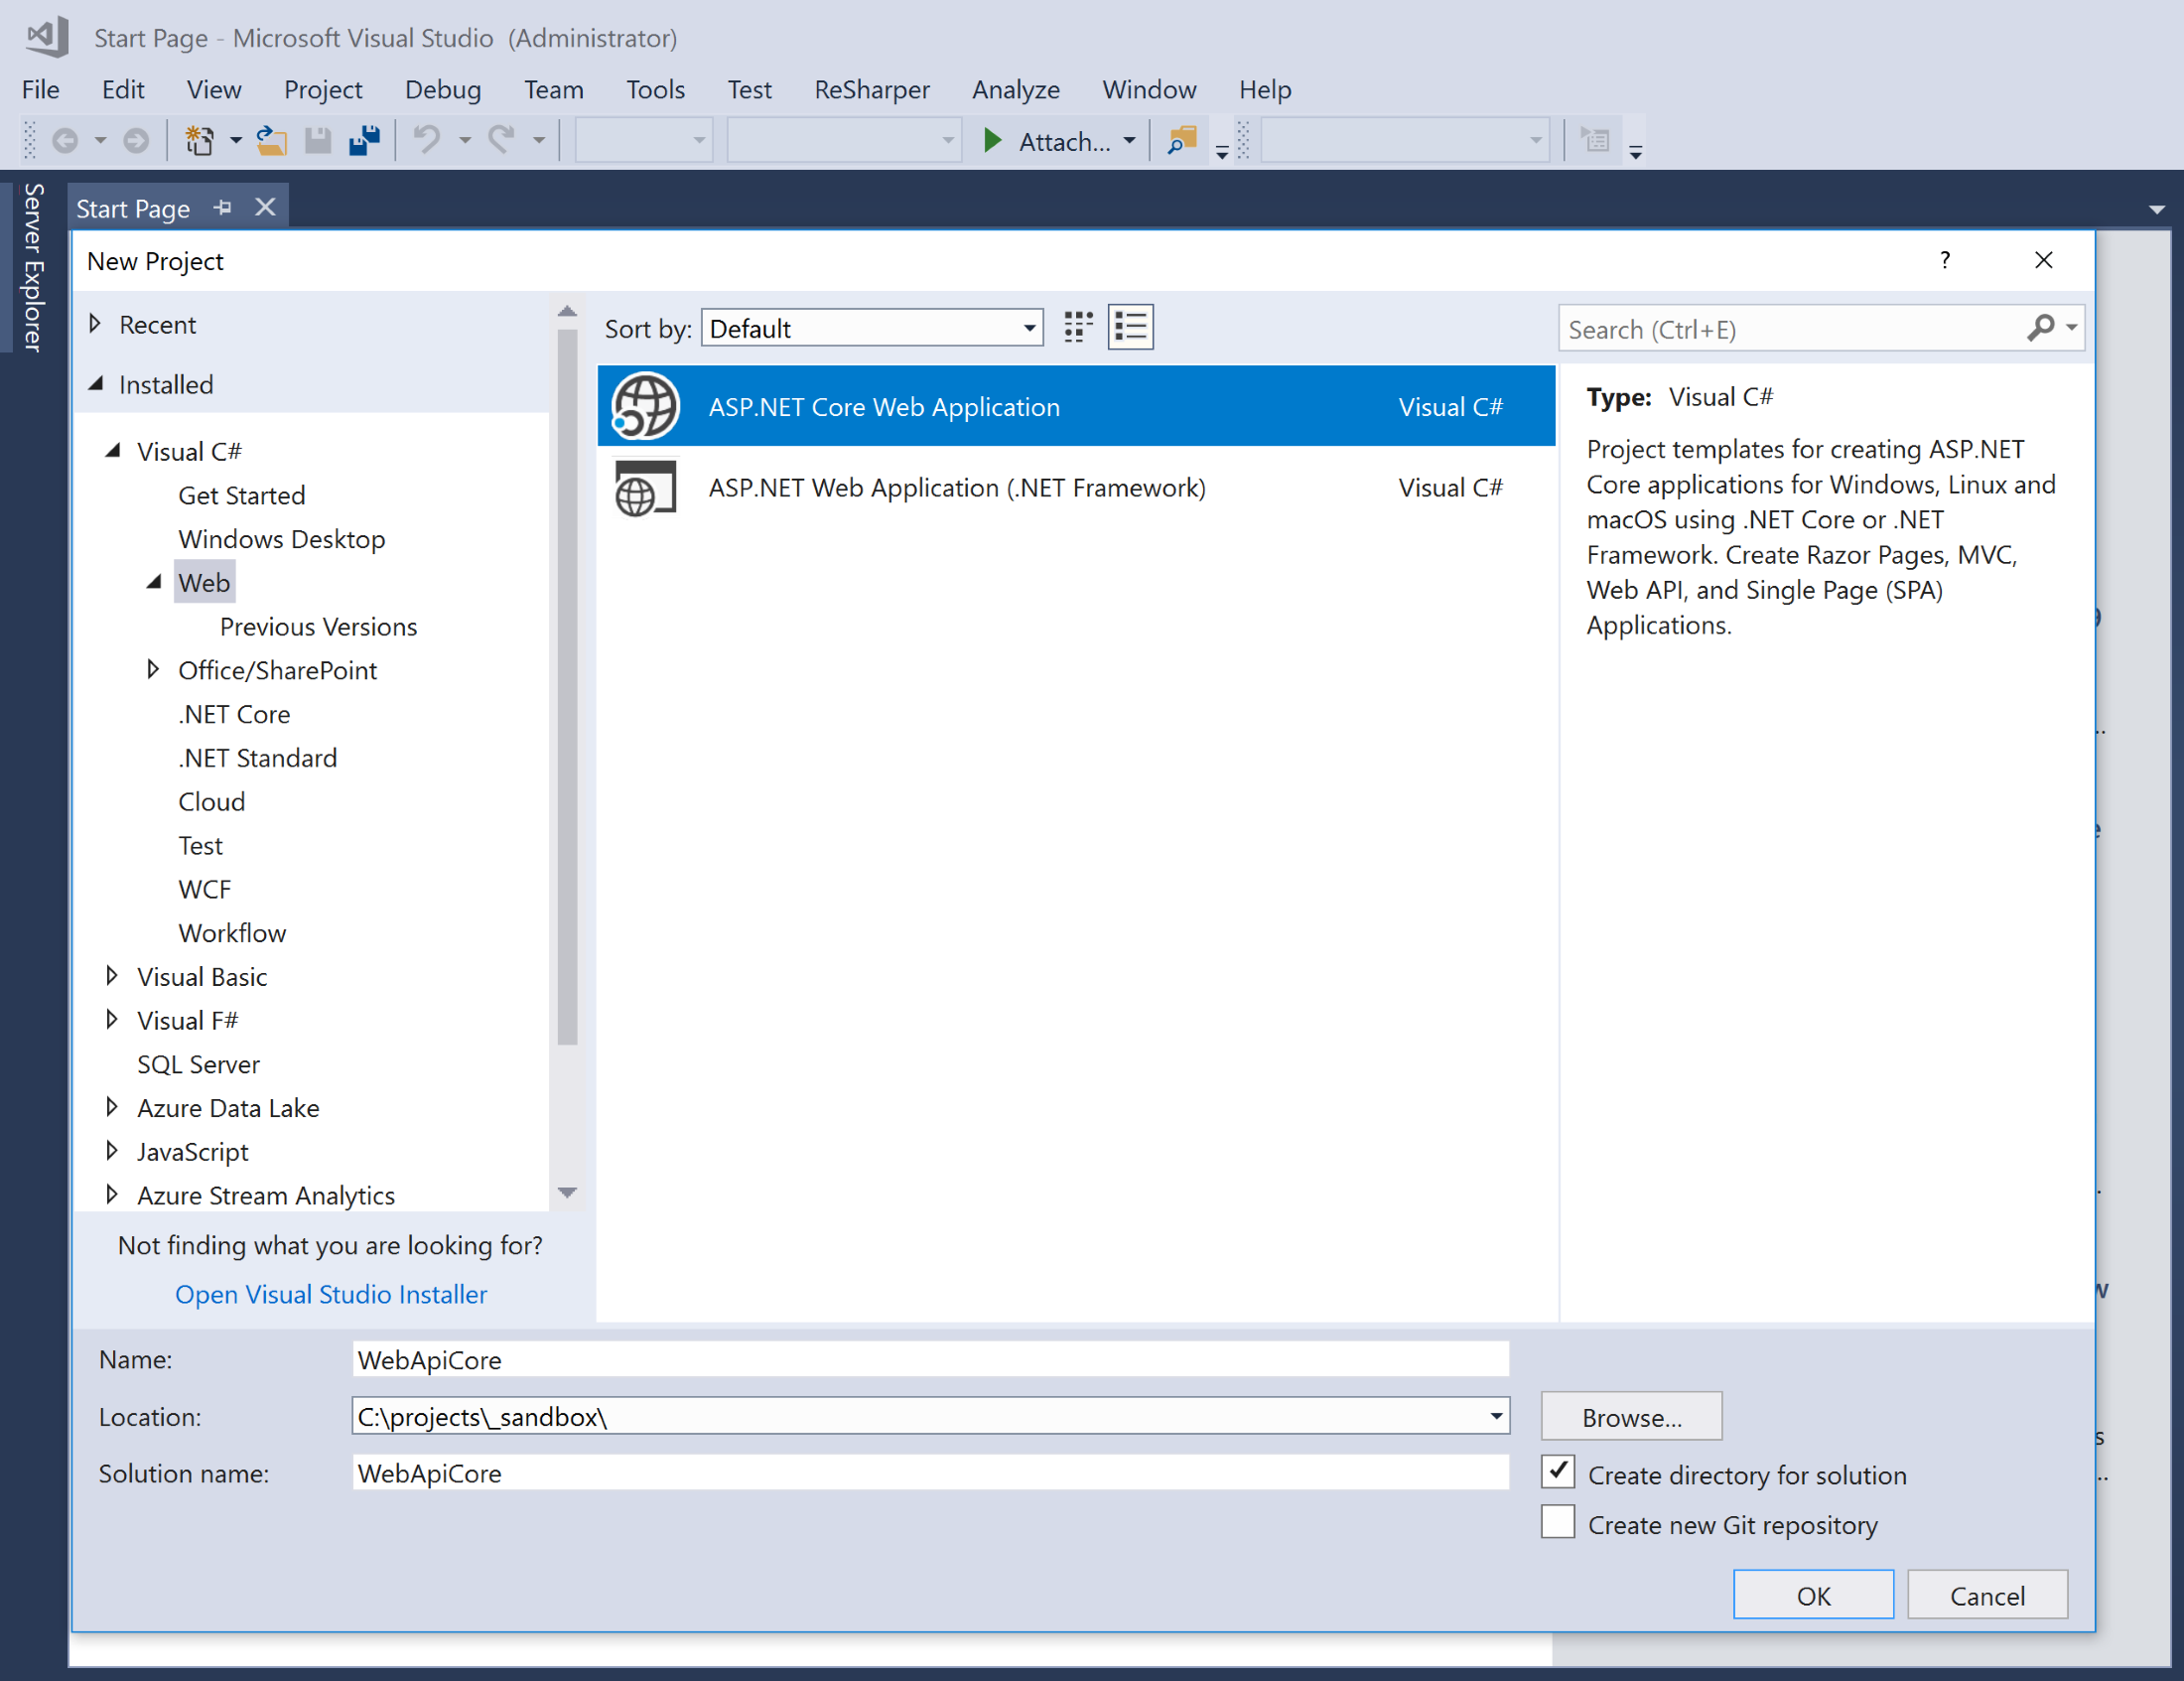 Start Page - Microsoft Visual Studio (Administrator)
File Edit View Project Debug Team Tools Test ReSharper Analyze Window Help
Attach...
Server Explorer
Start Page
New Project
?
Recent
Installed
Visual C#
Get Started
Windows Desktop
Web
Previous Versions
Office/SharePoint
.NET Core
.NET Standard
Cloud
Test
WCF
Workflow
Visual Basic
Visual F#
SQL Server
Azure Data Lake
JavaScript
Azure Stream Analytics
Not finding what you are looking for?
Open Visual Studio Installer
Sort by: Default
ASP.NET Core Web Application Visual C#
ASP.NET Web Application (.NET Framework) Visual C#
Search (Ctrl+E)
Type: Visual C#
Project templates for creating ASP.NET
Core applications for Windows, Linux and
macOS using .NET Core or .NET
Framework. Create Razor Pages, MVC,
Web API, and Single Page (SPA)
Applications.
Name: WebApiCore
Location: C:\projects\_sandbox\
Browse...
Solution name: WebApiCore
Create directory for solution
Create new Git repository
OK Cancel